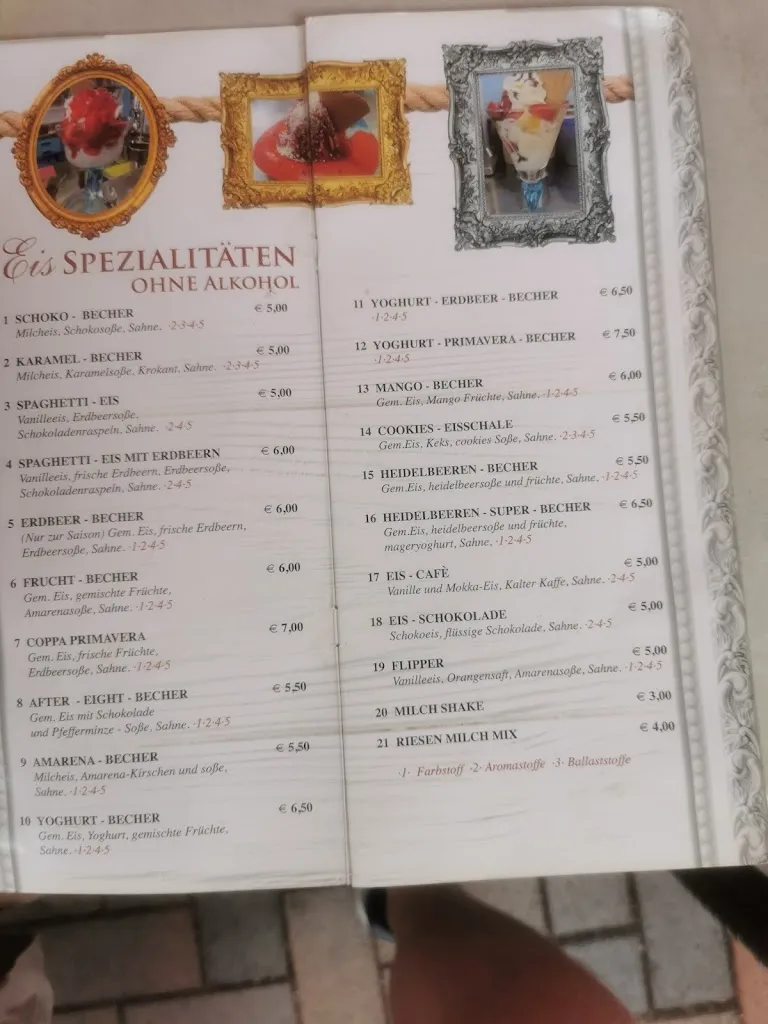 Eis SPEZIALITÄTEN
OHNE ALKOHOL
1 SCHOKO - BECHER € 5,00
Milcheis, Schokosoße, Sahne. ·2·3·4·5
2 KARAMEL - BECHER € 5,00
Milcheis, Karamelsoße, Krokant, Sahne. ·2·3·4·5
3 SPAGHETTI - EIS € 5,00
Vanilleeis, Erdbeersoße,
Schokoladenraspeln, Sahne. ·2·4·5
4 SPAGHETTI - EIS MIT ERDBEERN € 6,00
Vanilleeis, frische Erdbeern, Erdbeersoße,
Schokoladenraspeln, Sahne. ·2·4·5
5 ERDBEER - BECHER € 6,00
(Nur zur Saison) Gem. Eis, frische Erdbeern,
Erdbeersoße, Sahne. ·1·2·4·5
6 FRUCHT - BECHER € 6,00
Gem. Eis, gemischte Früchte,
Amarenasoße, Sahne. ·1·2·4·5
7 COPPA PRIMAVERA € 7,00
Gem. Eis, frische Früchte,
Erdbeersoße, Sahne. ·1·2·4·5
8 AFTER - EIGHT - BECHER € 5,50
Gem. Eis mit Schokolade
und Pfefferminze - Soße, Sahne. ·1·2·4·5
9 AMARENA - BECHER € 5,50
Milcheis, Amarena-Kirschen und soße,
Sahne. ·1·2·4·5
10 YOGHURT - BECHER € 6,50
Gem. Eis, Yoghurt, gemischte Früchte,
Sahne. ·1·2·4·5
11 YOGHURT - ERDBEER - BECHER € 6,50
·1·2·4·5
12 YOGHURT - PRIMAVERA - BECHER € 7,50
·1·2·4·5
13 MANGO - BECHER € 6,00
Gem. Eis, Mango Früchte, Sahne. ·1·2·4·5
14 COOKIES - EISSCHALE € 5,50
Gem.Eis, Keks, cookies Soße, Sahne. ·2·3·4·5
15 HEIDELBEEREN - BECHER € 5,50
Gem.Eis, heidelbeersoße und früchte, Sahne. ·1·2·4·5
16 HEIDELBEEREN - SUPER - BECHER € 6,50
Gem.Eis, heidelbeersoße und früchte,
mageryoghurt, Sahne, ·1·2·4·5
17 EIS - CAFÈ € 5,00
Vanille und Mokka-Eis, Kalter Kaffe, Sahne. ·2·4·5
18 EIS - SCHOKOLADE € 5,00
Schokoeis, flüssige Schokolade, Sahne. ·2·4·5
19 FLIPPER € 5,00
Vanilleeis, Orangensaft, Amarenasoße, Sahne. ·1·2·4·5
20 MILCH SHAKE € 3,00
21 RIESEN MILCH MIX € 4,00
·1· Farbstoff ·2· Aromastoffe ·3· Ballaststoffe